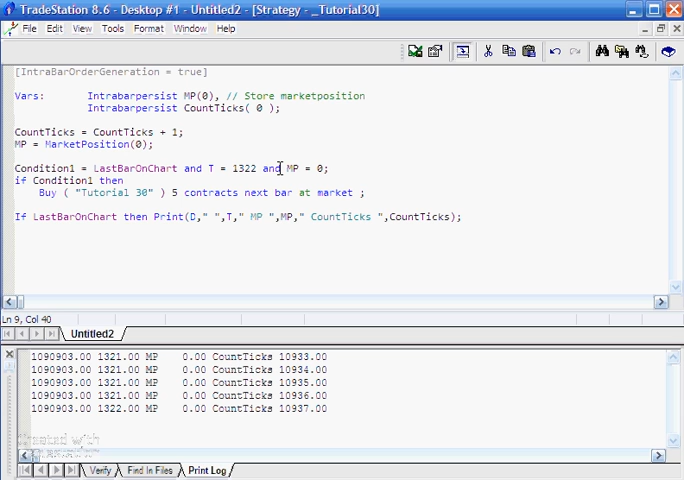 TradeStation 8.6 - Desktop #1 - Untitled2 - [Strategy - _Tutorial30]
File Edit View Tools Format Window Help
[IntraBarOrderGeneration = true]
Vars: Intrabarpersist MP(0), // Store marketposition
Intrabarpersist CountTicks( 0 );
CountTicks = CountTicks + 1;
MP = MarketPosition(0);
Condition1 = LastBarOnChart and T = 1322 and MP = 0;
if Condition1 then
Buy ( "Tutorial 30" ) 5 contracts next bar at market ;
If LastBarOnChart then Print(D," ",T," MP ",MP," CountTicks ",CountTicks);
Ln 9, Col 40
Untitled2
1090903.00 1321.00 MP 0.00 CountTicks 10933.00
1090903.00 1321.00 MP 0.00 CountTicks 10934.00
1090903.00 1321.00 MP 0.00 CountTicks 10935.00
1090903.00 1321.00 MP 0.00 CountTicks 10936.00
1090903.00 1322.00 MP 0.00 CountTicks 10937.00
Created with
Verify Find In Files Print Log